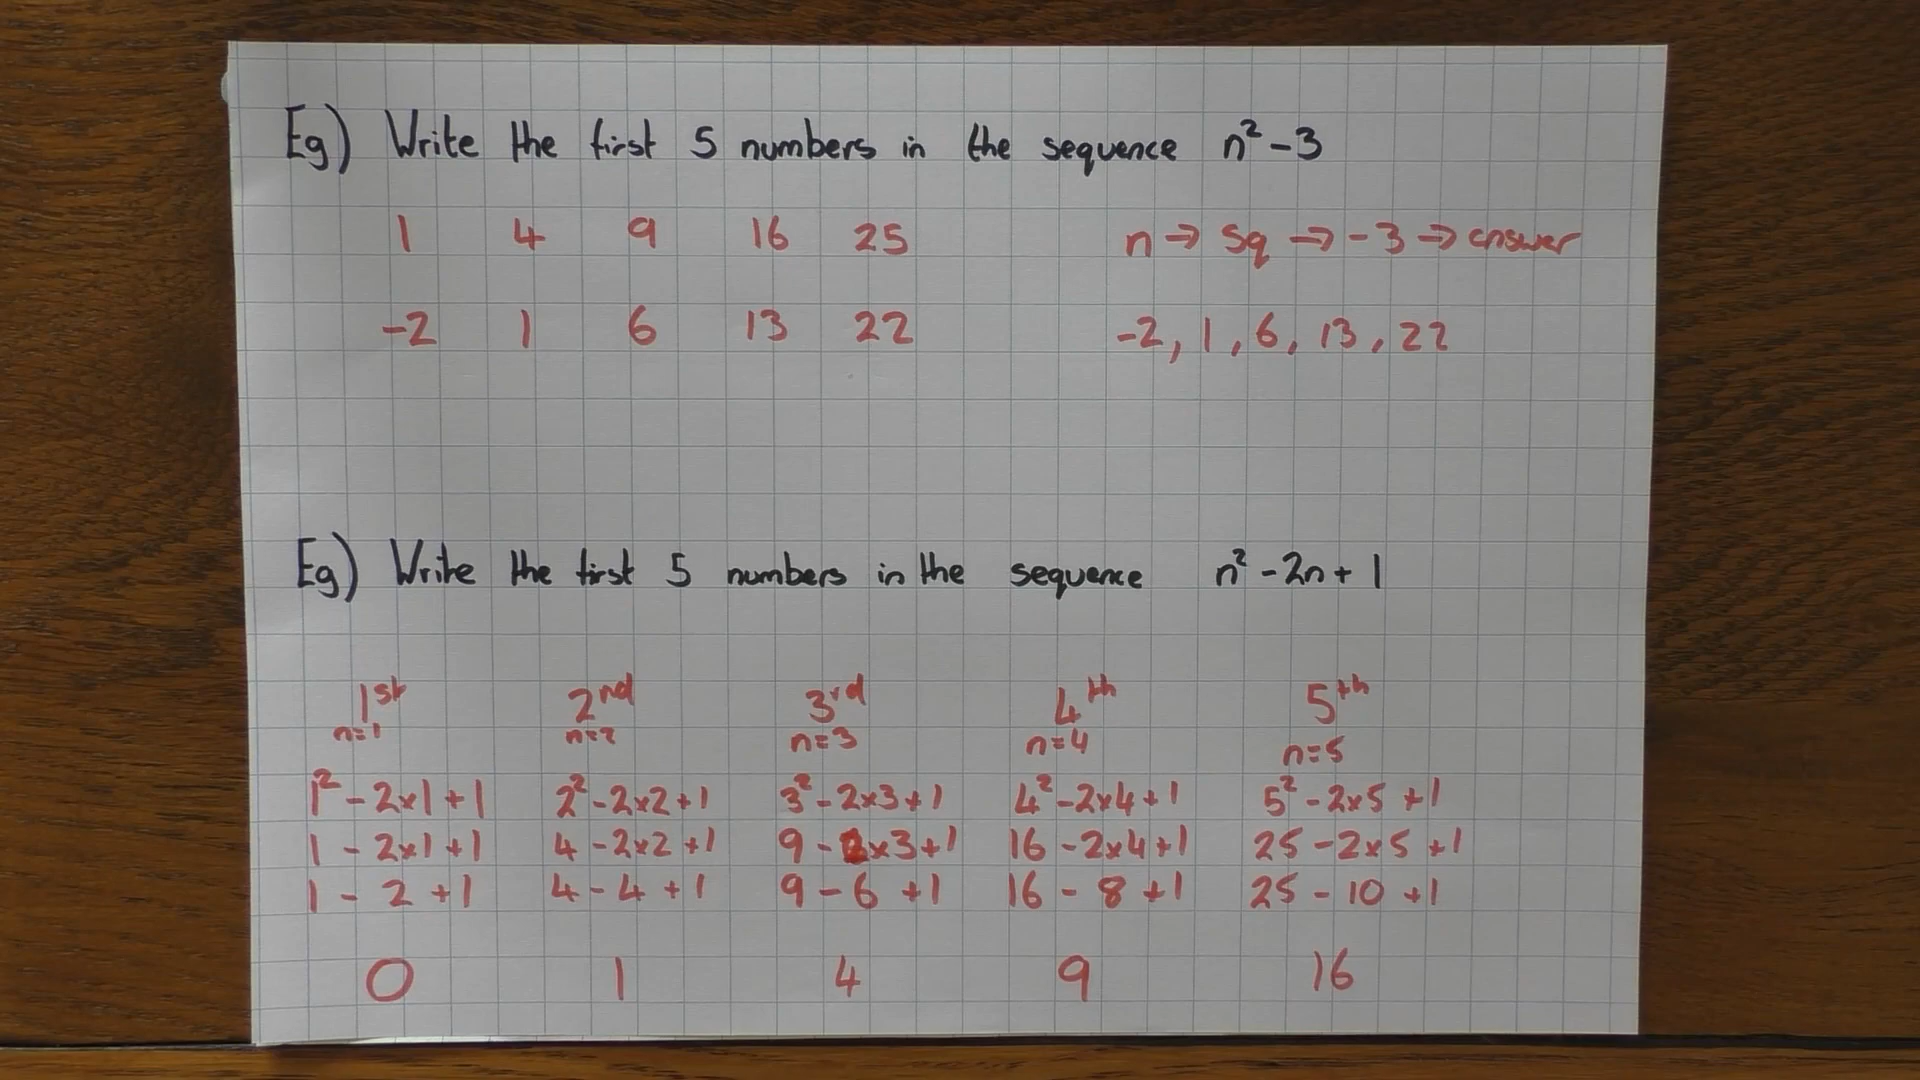 Eg) Write the first 5 numbers in the sequence n² - 3
1 4 9 16 25 n → sq → -3 → answer
-2 1 6 13 22 -2, 1, 6, 13, 22
Eg) Write the first 5 numbers in the sequence n² - 2n + 1
1st 2nd 3rd 4th 5th
n=1 n=2 n=3 n=4 n=5
1² - 2×1 + 1 2² - 2×2 + 1 3² - 2×3 + 1 4² - 2×4 + 1 5² - 2×5 + 1
1 - 2×1 + 1 4 - 2×2 + 1 9 - 2×3 + 1 16 - 2×4 + 1 25 - 2×5 + 1
1 - 2 + 1 4 - 4 + 1 9 - 6 + 1 16 - 8 + 1 25 - 10 + 1
0 1 4 9 16